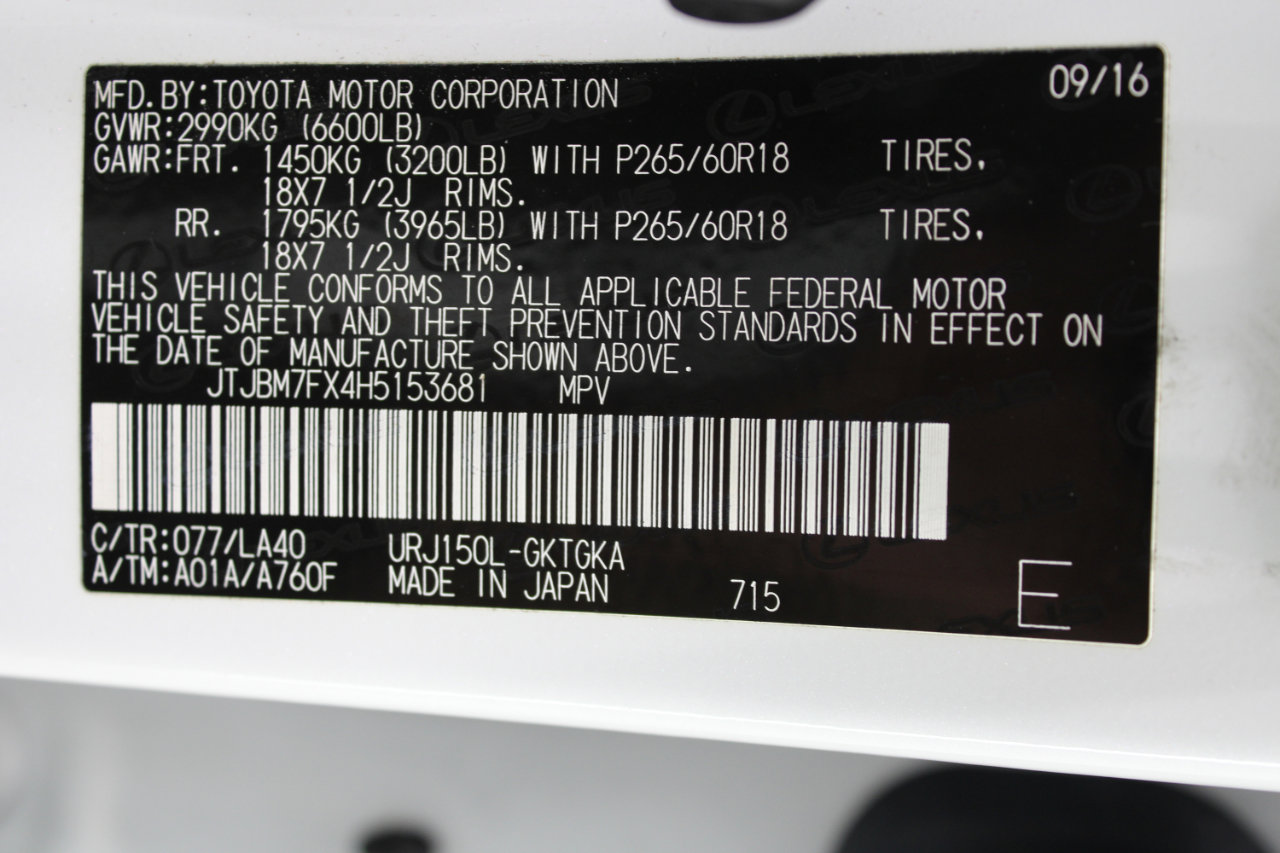 09/16
MFD.BY:TOYOTA MOTOR CORPORATION
GVWR:2990KG (6600LB)
GAWR:FRT. 1450KG (3200LB) WITH P265/60R18 TIRES,
18X7 1/2J RIMS.
RR. 1795KG (3965LB) WITH P265/60R18 TIRES,
18X7 1/2J RIMS.
THIS VEHICLE CONFORMS TO ALL APPLICABLE FEDERAL MOTOR
VEHICLE SAFETY AND THEFT PREVENTION STANDARDS IN EFFECT ON
THE DATE OF MANUFACTURE SHOWN ABOVE.
JTJBM7FX4H5153681 MPV
C/TR:077/LA40 URJ150L-GKTGKA
A/TM:A01A/A760F MADE IN JAPAN 715 E